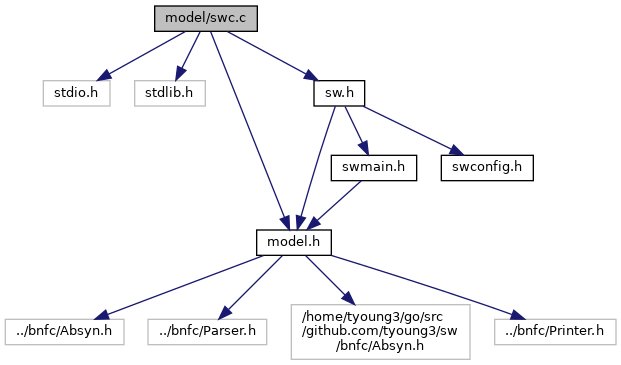 model/swc.c
stdio.h
stdlib.h
sw.h
swmain.h
swconfig.h
model.h
../bnfc/Absyn.h
../bnfc/Parser.h
/home/tyoung3/go/src
/github.com/tyoung3/sw
/bnfc/Absyn.h
../bnfc/Printer.h